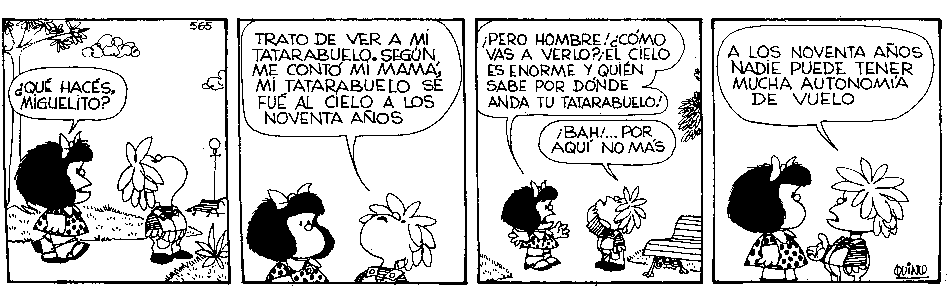 565
¿QUÉ HACÉS,
MIGUELITO?
TRATO DE VER A MI
TATARABUELO. SEGÚN
ME CONTÓ MI MAMÁ,
MI TATARABUELO SE
FUÉ AL CIELO A LOS
NOVENTA AÑOS
¡PERO HOMBRE! ¿CÓMO
VAS A VERLO? ¡EL CIELO
ES ENORME Y QUIÉN
SABE POR DÓNDE
ANDA TU TATARABUELO!
¡BAH!... POR
AQUÍ NO MÁS
A LOS NOVENTA AÑOS
NADIE PUEDE TENER
MUCHA AUTONOMÍA
DE VUELO
QUINO